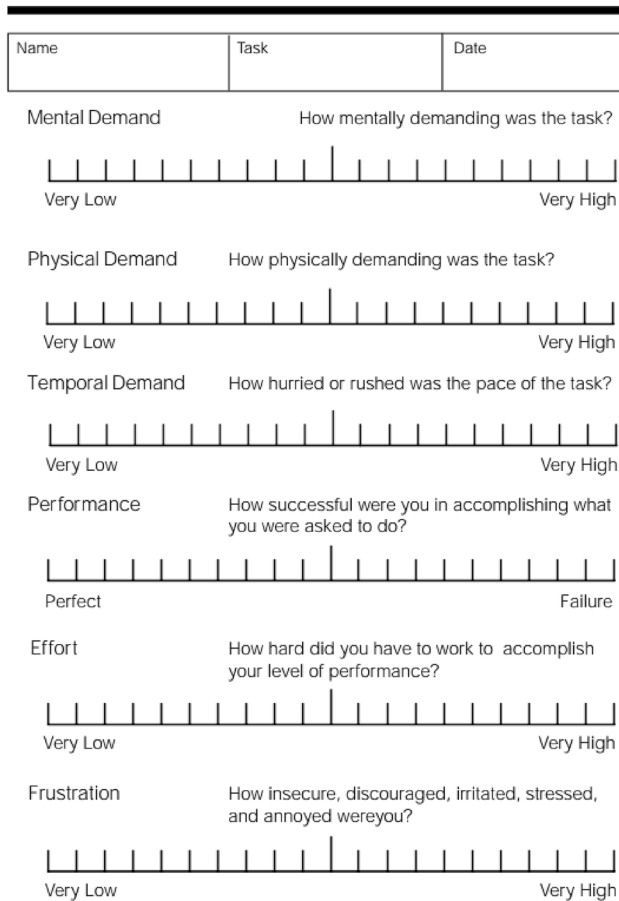 Name Task Date
Mental Demand How mentally demanding was the task?
Very Low Very High
Physical Demand How physically demanding was the task?
Very Low Very High
Temporal Demand How hurried or rushed was the pace of the task?
Very Low Very High
Performance How successful were you in accomplishing what
you were asked to do?
Perfect Failure
Effort How hard did you have to work to accomplish
your level of performance?
Very Low Very High
Frustration How insecure, discouraged, irritated, stressed,
and annoyed wereyou?
Very Low Very High